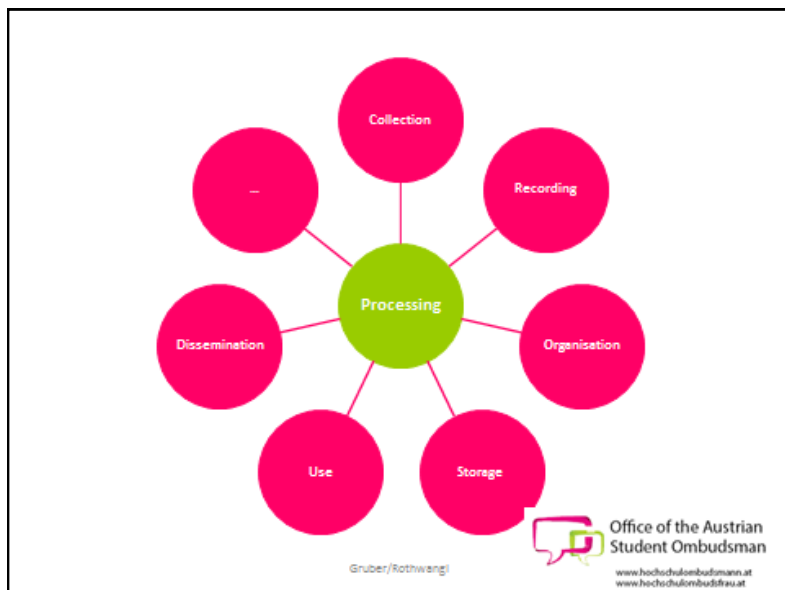 Collection
...
Recording
Processing
Dissemination
Organisation
Use
Storage
Office of the Austrian
Student Ombudsman
Gruber/Rothwangl
www.hochschulombudsmann.at
www.hochschulombudsfrau.at